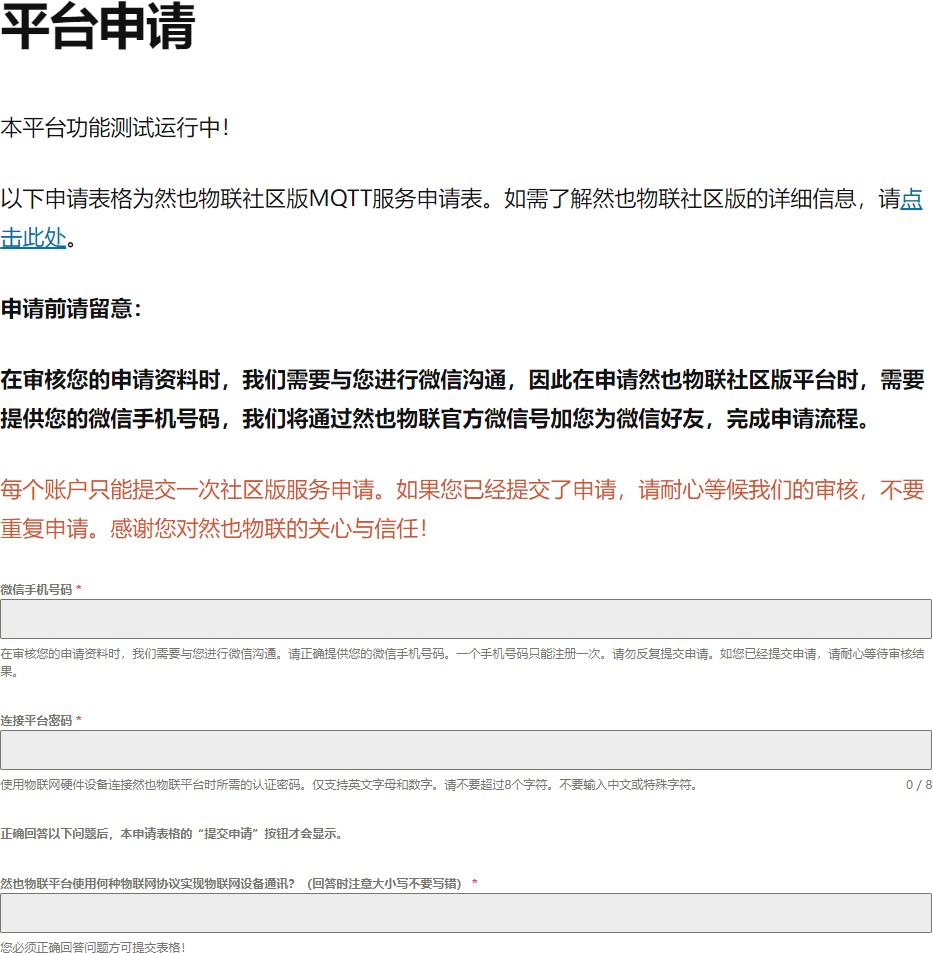 平台申请
本平台功能测试运行中！
以下申请表格为然也物联社区版MQTT服务申请表。如需了解然也物联社区版的详细信息，请点
击此处。
申请前请留意：
在审核您的申请资料时，我们需要与您进行微信沟通，因此在申请然也物联社区版平台时，需要
提供您的微信手机号码，我们将通过然也物联官方微信号加您为微信好友，完成申请流程。
每个账户只能提交一次社区版服务申请。如果您已经提交了申请，请耐心等候我们的审核，不要
重复申请。感谢您对然也物联的关心与信任！
微信手机号码 *
在审核您的申请资料时，我们需要与您进行微信沟通。请正确提供您的微信手机号码。一个手机号码只能注册一次。请勿反复提交申请。如您已经提交申请，请耐心等待审核结
果。
连接平台密码 *
使用物联网硬件设备连接然也物联平台时所需的认证密码。仅支持英文字母和数字。请不要超过8个字符。不要输入中文或特殊字符。 0 / 8
正确回答以下问题后，本申请表格的“提交申请”按钮才会显示。
然也物联平台使用何种物联网协议实现物联网设备通讯？（回答时注意大小写不要写错） *
您必须正确回答问题方可提交表格！